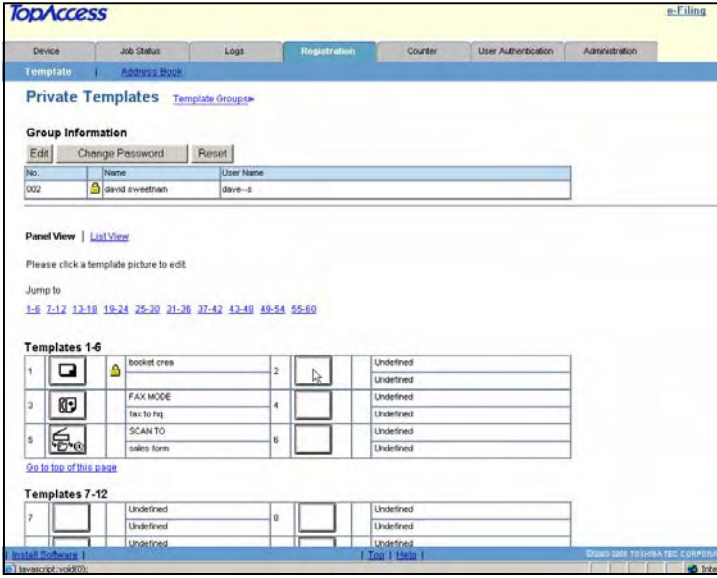 TopAccess
e-Filing
Device Job Status Logs Registration Counter User Authentication Administration
Template | Address Book
Private Templates Template Groups
Group Information
Edit Change Password Reset
No. Name User Name
002 david sweetnam dave--s
Panel View | List View
Please click a template picture to edit.
Jump to
1-6 7-12 13-18 19-24 25-30 31-36 37-42 43-48 49-54 55-60
Templates 1-6
1 booket crea 2 Undefined
Undefined
3 FAX MODE 4 Undefined
fax to hq Undefined
5 SCAN TO 6 Undefined
sales form Undefined
Go to top of this page
Templates 7-12
7 Undefined 8 Undefined
Undefined Undefined
Undefined Undefined
| Install Software | | Top | Help | TOSHIBA TEC CORPORA
javascript:void(0); Inte